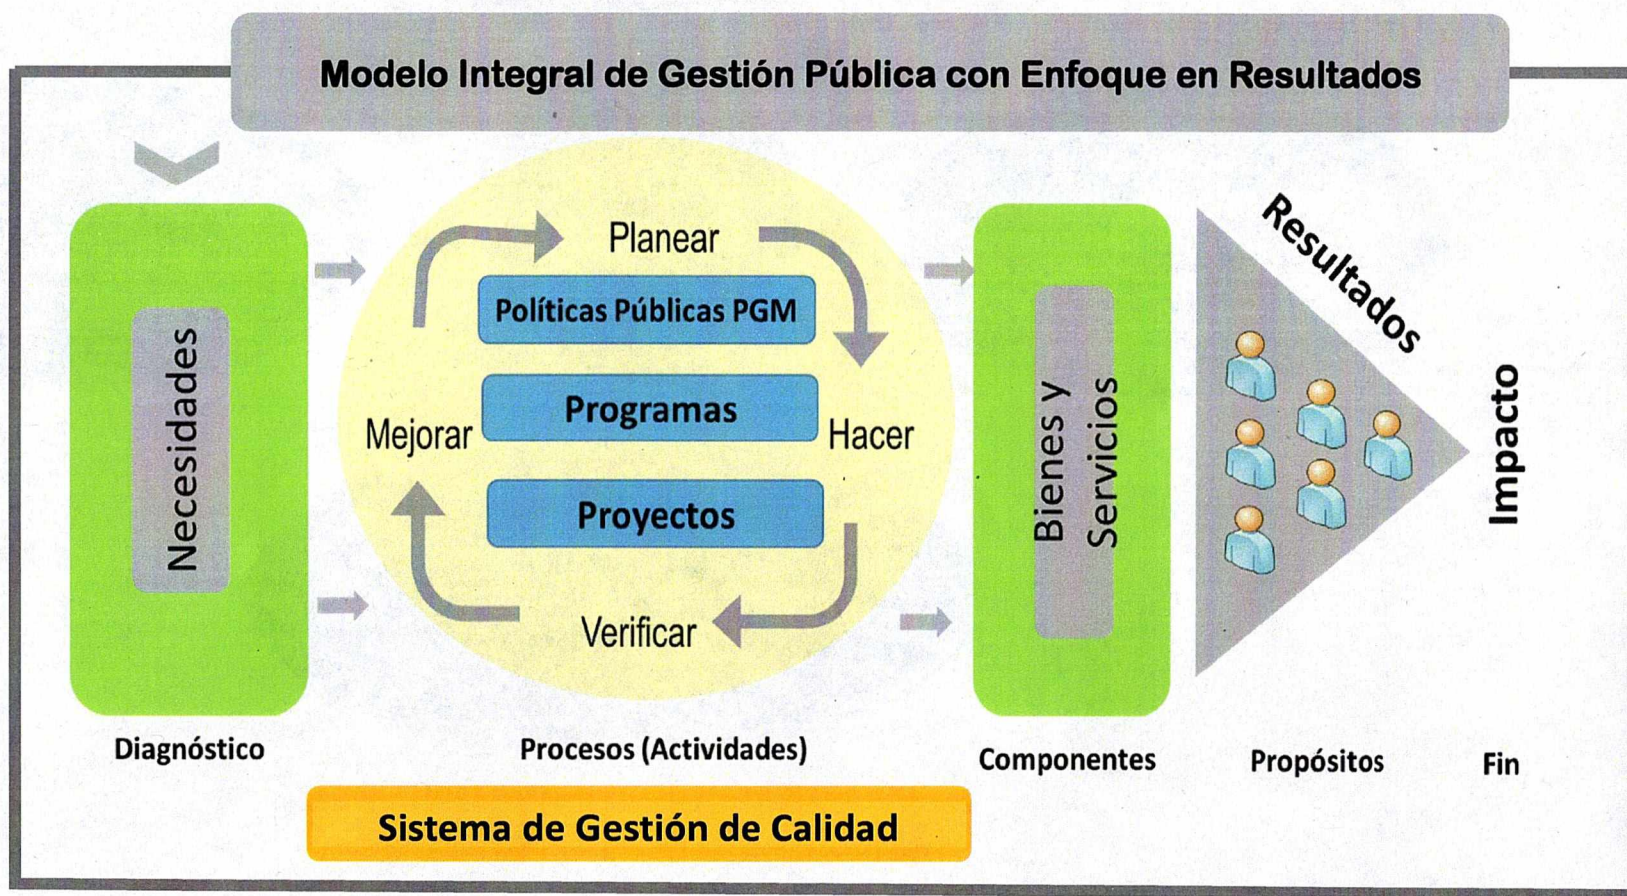 Modelo Integral de Gestión Pública con Enfoque en Resultados
Necesidades
Planear
Políticas Públicas PGM
Programas
Mejorar
Hacer
Proyectos
Verificar
Bienes y
Servicios
Resultados
Impacto
Diagnóstico
Procesos (Actividades)
Componentes
Propósitos
Fin
Sistema de Gestión de Calidad